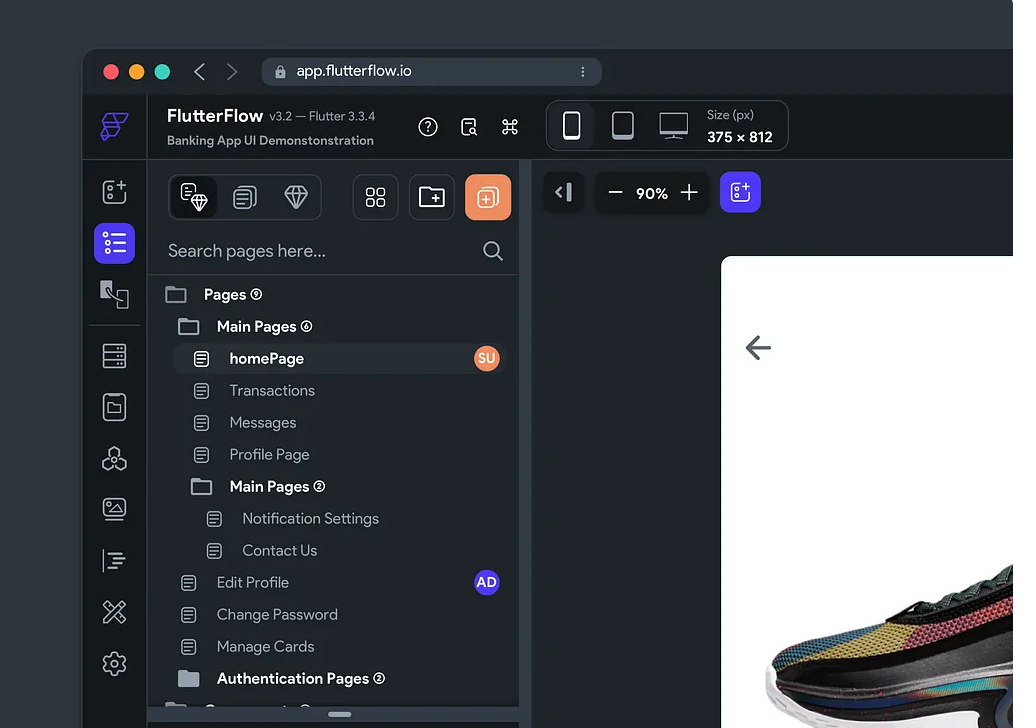 app.flutterflow.io
FlutterFlow v3.2 — Flutter 3.3.4
Banking App UI Demonstonstration
Size (px)
375 × 812
90%
Search pages here...
Pages 9
Main Pages 6
homePage SU
Transactions
Messages
Profile Page
Main Pages 2
Notification Settings
Contact Us
Edit Profile AD
Change Password
Manage Cards
Authentication Pages 2